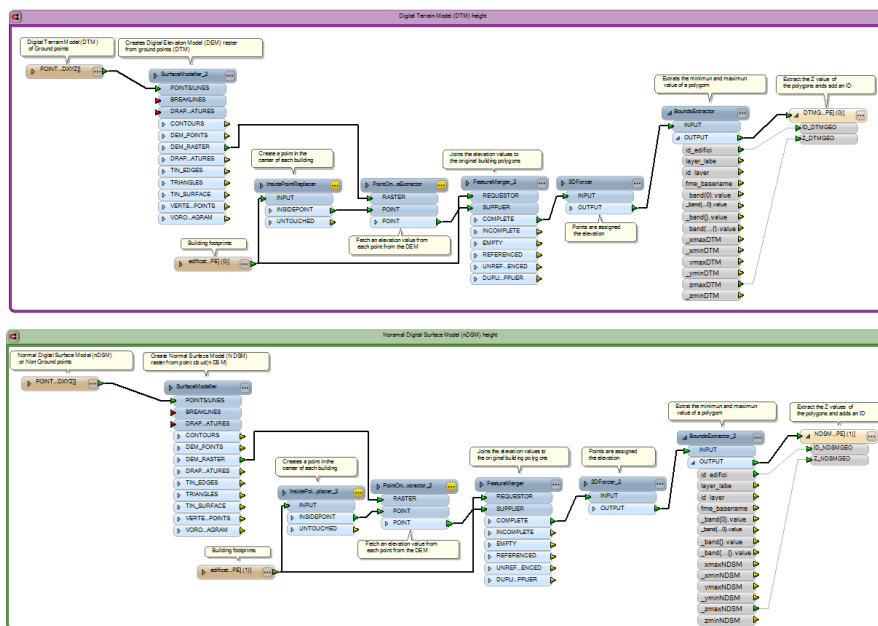 Digital Terrain Model (DTM) height
Digital Terrain Model (DTM)
of Ground points
Creates Digital Elevation Model (DEM) raster
from ground points (DTM)
POINT...DXYZ]]
SurfaceModeller_2
POINTS/LINES
BREAKLINES
DRAP...ATURES
CONTOURS
DEM_POINTS
DEM_RASTER
DRAP...ATURES
TIN_EDGES
TRIANGLES
TIN_SURFACE
VERTE...POINTS
VORO...AGRAM
Create a point in the
center of each building
InsidePointReplacer
INPUT
INSIDEPOINT
UNTOUCHED
Building footprints
edificat...PE] (0)]
PointOn...eExtractor
RASTER
POINT
POINT
Fetch an elevation value from
each point from the DEM
Joins the elevation values to
the original building polygons
FeatureMerger_2
REQUESTOR
SUPPLIER
COMPLETE
INCOMPLETE
EMPTY
REFERENCED
UNREF...ENCED
DUPLI...PPLIER
3DForcer
INPUT
OUTPUT
Points are assigned
the elevation
Extrats the minimun and maximun
value of a polygom
BoundsExtractor
INPUT
OUTPUT
id_edifici
layer_labe
id_layer
fme_basename
_band{0}.value
_band{...0}.value
_band{}.value
_band{...{}.value
_xmaxDTM
_xminDTM
_ymaxDTM
_yminDTM
_zmaxDTM
_zminDTM
Extract the Z value of
the polygons ands add an ID
DTMG...PE] (0)]
ID_DTMGEO
Z_DTMGEO
Noramal Digital Surface Model (nDSM) height
Normal Digital Surface Model (nDSM)
or Non Ground points
Create Normal Surface Model (NDSM)
raster from point cloud(nDSM)
POINT...DXYZ]]
SurfaceModeller
POINTS/LINES
BREAKLINES
DRAP...ATURES
CONTOURS
DEM_POINTS
DEM_RASTER
DRAP...ATURES
TIN_EDGES
TRIANGLES
TIN_SURFACE
VERTE...POINTS
VORO...AGRAM
Creates a point in the
center of each building
InsidePoi...placer_2
INPUT
INSIDEPOINT
UNTOUCHED
Building footprints
edificat...PE] (1)]
PointOn...xtractor_2
RASTER
POINT
POINT
Fetch an elevation value from
each point from the DEM
Joins the elevation values to
the original building polygons
FeatureMerger
REQUESTOR
SUPPLIER
COMPLETE
INCOMPLETE
EMPTY
REFERENCED
UNREF...ENCED
DUPLI...PPLIER
Points are assigned
the elevation
3DForcer_2
INPUT
OUTPUT
Extrat the minimum and maximun
value of a polygon
BoundsExtractor_2
INPUT
OUTPUT
id_edifici
layer_labe
id_layer
fme_basename
_band{0}.value
_band{...0}.value
_band{}.value
_band{...{}.value
_xmaxNDSM
_xminNDSM
_ymaxNDSM
_yminNDSM
_zmaxNDSM
_zminNDSM
Extract the Z values of
the polygons and adds an ID
NDSM...PE] (1)]
ID_NDSMGEO
Z_NDSMGEO